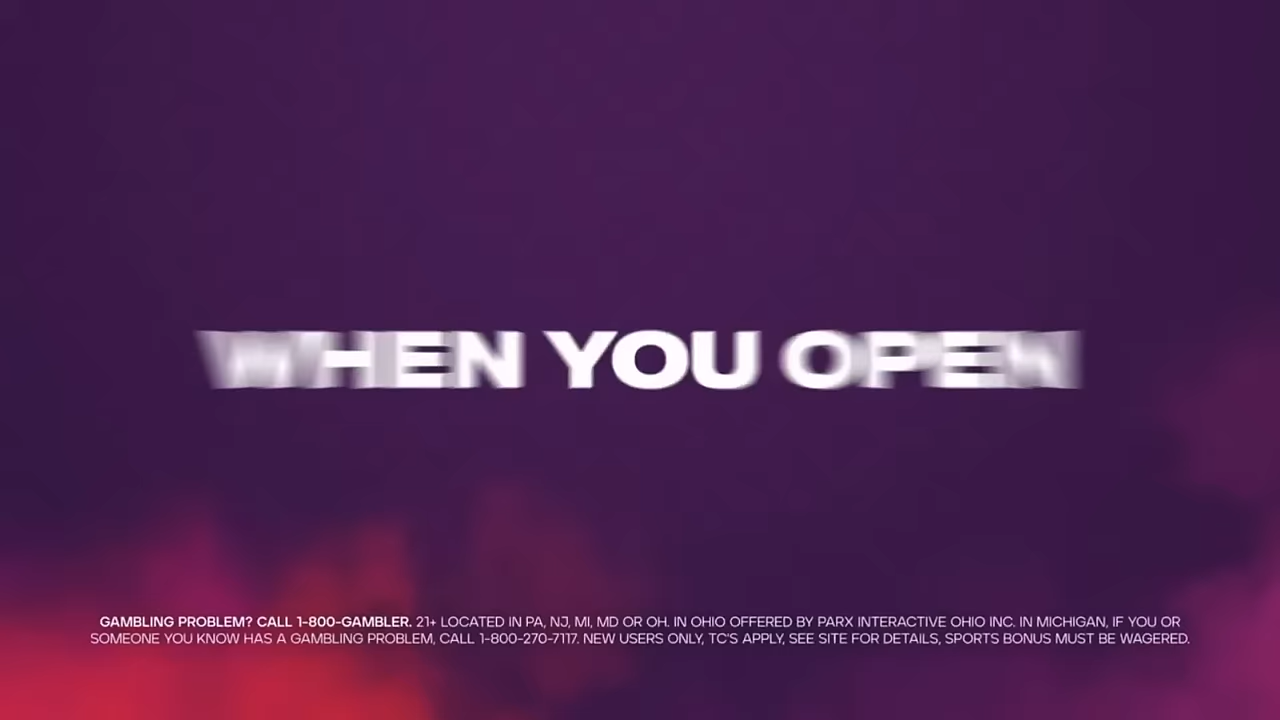 WHEN YOU OPEN
GAMBLING PROBLEM? CALL 1-800-GAMBLER. 21+ LOCATED IN PA, NJ, MI, MD OR OH. IN OHIO OFFERED BY PARX INTERACTIVE OHIO INC. IN MICHIGAN, IF YOU OR
SOMEONE YOU KNOW HAS A GAMBLING PROBLEM, CALL 1-800-270-7117. NEW USERS ONLY, TC'S APPLY, SEE SITE FOR DETAILS, SPORTS BONUS MUST BE WAGERED.